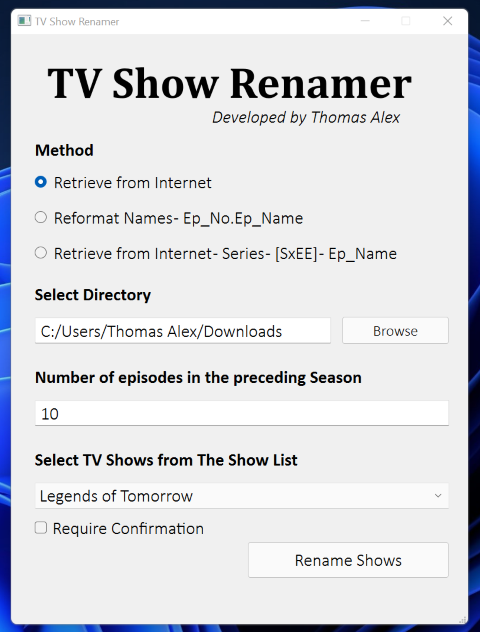 TV Show Renamer
TV Show Renamer
Developed by Thomas Alex
Method
Retrieve from Internet
Reformat Names- Ep_No.Ep_Name
Retrieve from Internet- Series- [SxEE]- Ep_Name
Select Directory
C:/Users/Thomas Alex/Downloads
Browse
Number of episodes in the preceding Season
10
Select TV Shows from The Show List
Legends of Tomorrow
Require Confirmation
Rename Shows